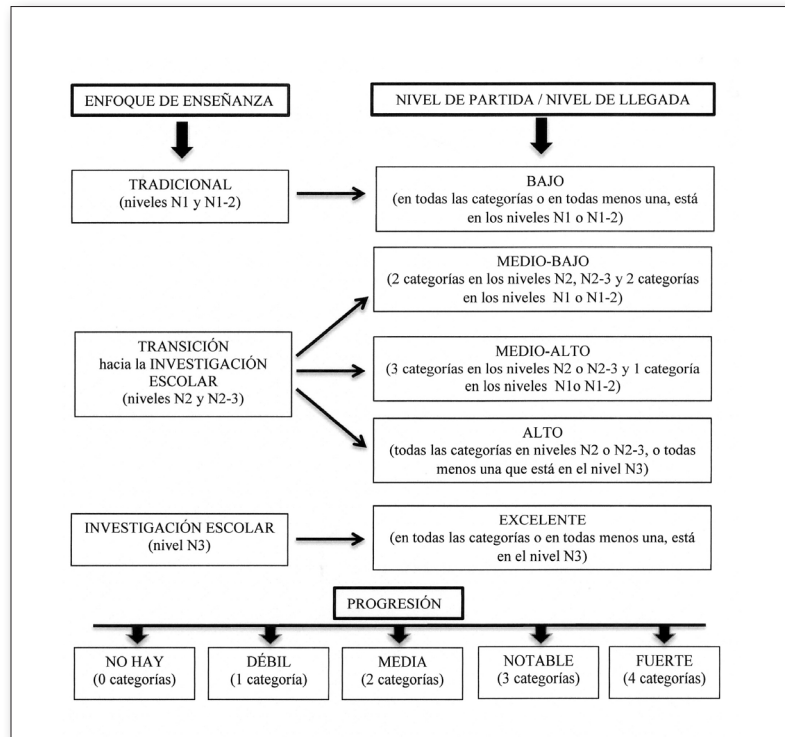 ENFOQUE DE ENSEÑANZA
NIVEL DE PARTIDA / NIVEL DE LLEGADA
TRADICIONAL
(niveles N1 y N1-2)
BAJO
(en todas las categorías o en todas menos una, está
en los niveles N1 o N1-2)
MEDIO-BAJO
(2 categorías en los niveles N2, N2-3 y 2 categorías
en los niveles N1 o N1-2)
TRANSICIÓN
hacia la INVESTIGACIÓN
ESCOLAR
(niveles N2 y N2-3)
MEDIO-ALTO
(3 categorías en los niveles N2 o N2-3 y 1 categoría
en los niveles N1o N1-2)
ALTO
(todas las categorías en niveles N2 o N2-3, o todas
menos una que está en el nivel N3)
INVESTIGACIÓN ESCOLAR
(nivel N3)
EXCELENTE
(en todas las categorías o en todas menos una, está
en el nivel N3)
PROGRESIÓN
NO HAY
(0 categorías)
DÉBIL
(1 categoría)
MEDIA
(2 categorías)
NOTABLE
(3 categorías)
FUERTE
(4 categorías)